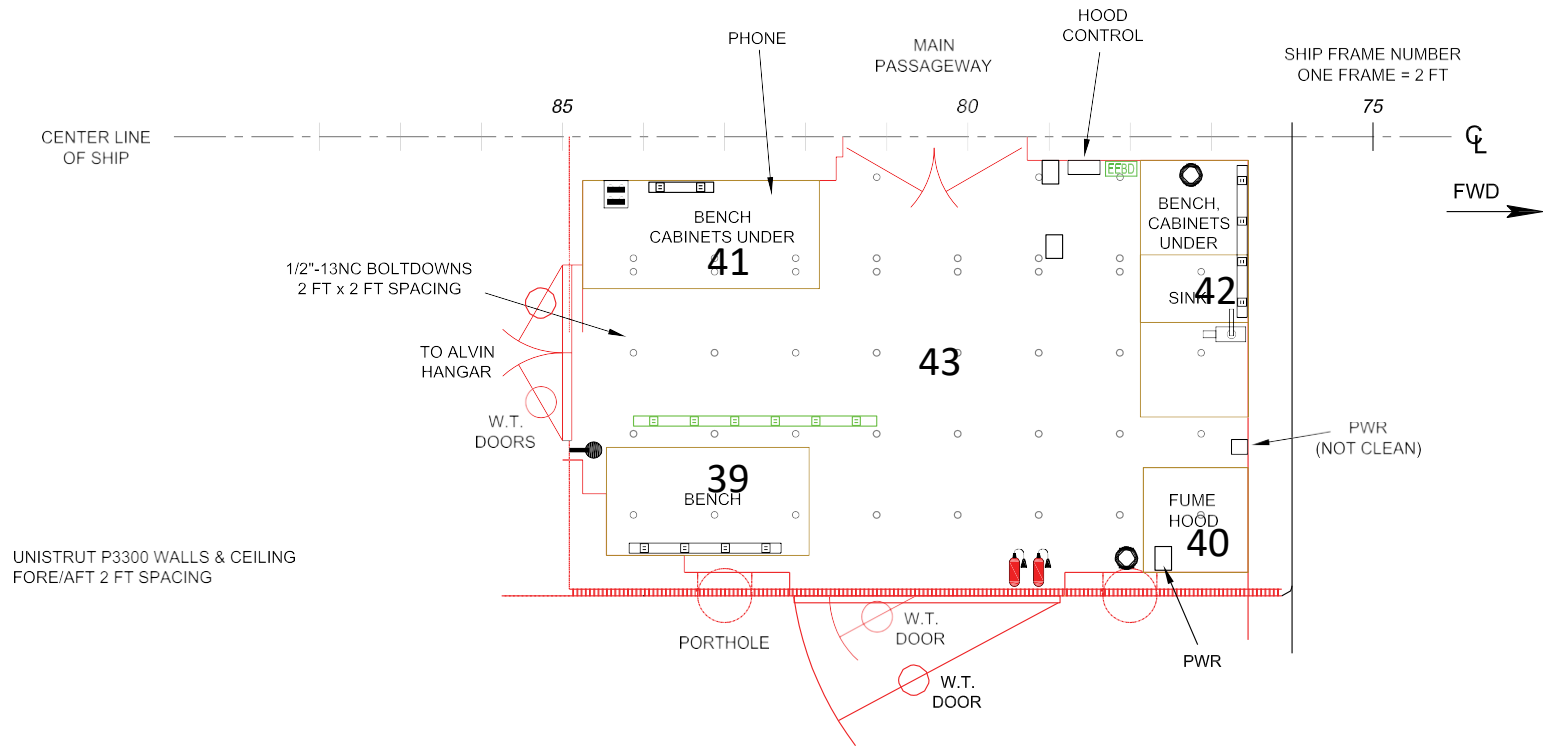 HOOD
CONTROL
PHONE
MAIN
PASSAGEWAY
SHIP FRAME NUMBER
ONE FRAME = 2 FT
85
80
75
CENTER LINE
OF SHIP
CL
FWD
EEBD
BENCH
CABINETS UNDER
41
BENCH,
CABINETS
UNDER
1/2"-13NC BOLTDOWNS
2 FT x 2 FT SPACING
SINK
42
TO ALVIN
HANGAR
43
W.T.
DOORS
PWR
(NOT CLEAN)
39
BENCH
FUME
HOOD
40
UNISTRUT P3300 WALLS & CEILING
FORE/AFT 2 FT SPACING
PORTHOLE
W.T.
DOOR
PWR
W.T.
DOOR